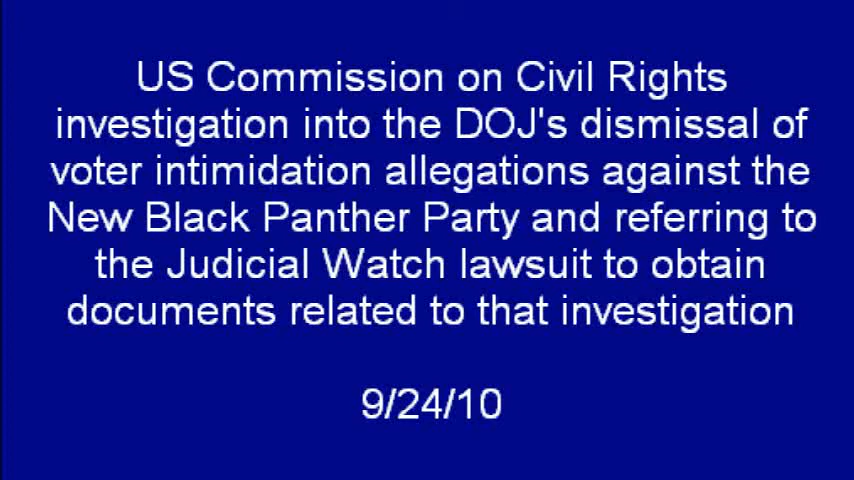 US Commission on Civil Rights
investigation into the DOJ's dismissal of
voter intimidation allegations against the
New Black Panther Party and referring to
the Judicial Watch lawsuit to obtain
documents related to that investigation
9/24/10